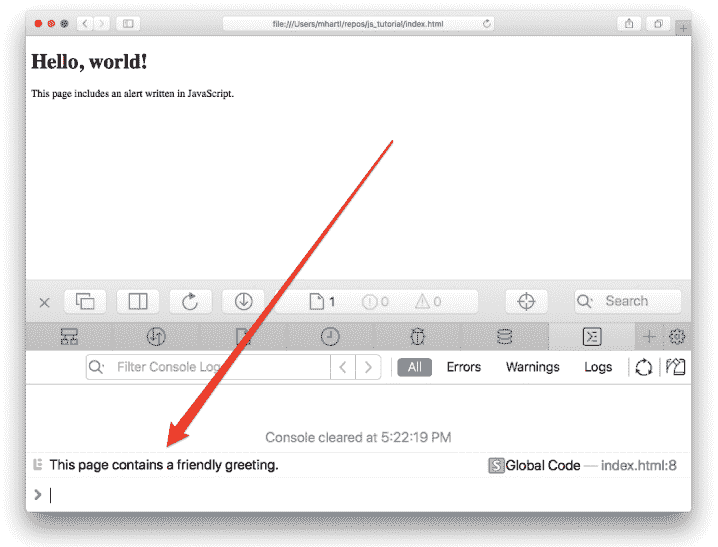 file:///Users/mhartl/repos/js_tutorial/index.html
Hello, world!
This page includes an alert written in JavaScript.
1 0 0 Search
Filter Console Log All Errors Warnings Logs
Console cleared at 5:22:19 PM
E This page contains a friendly greeting. S Global Code — index.html:8